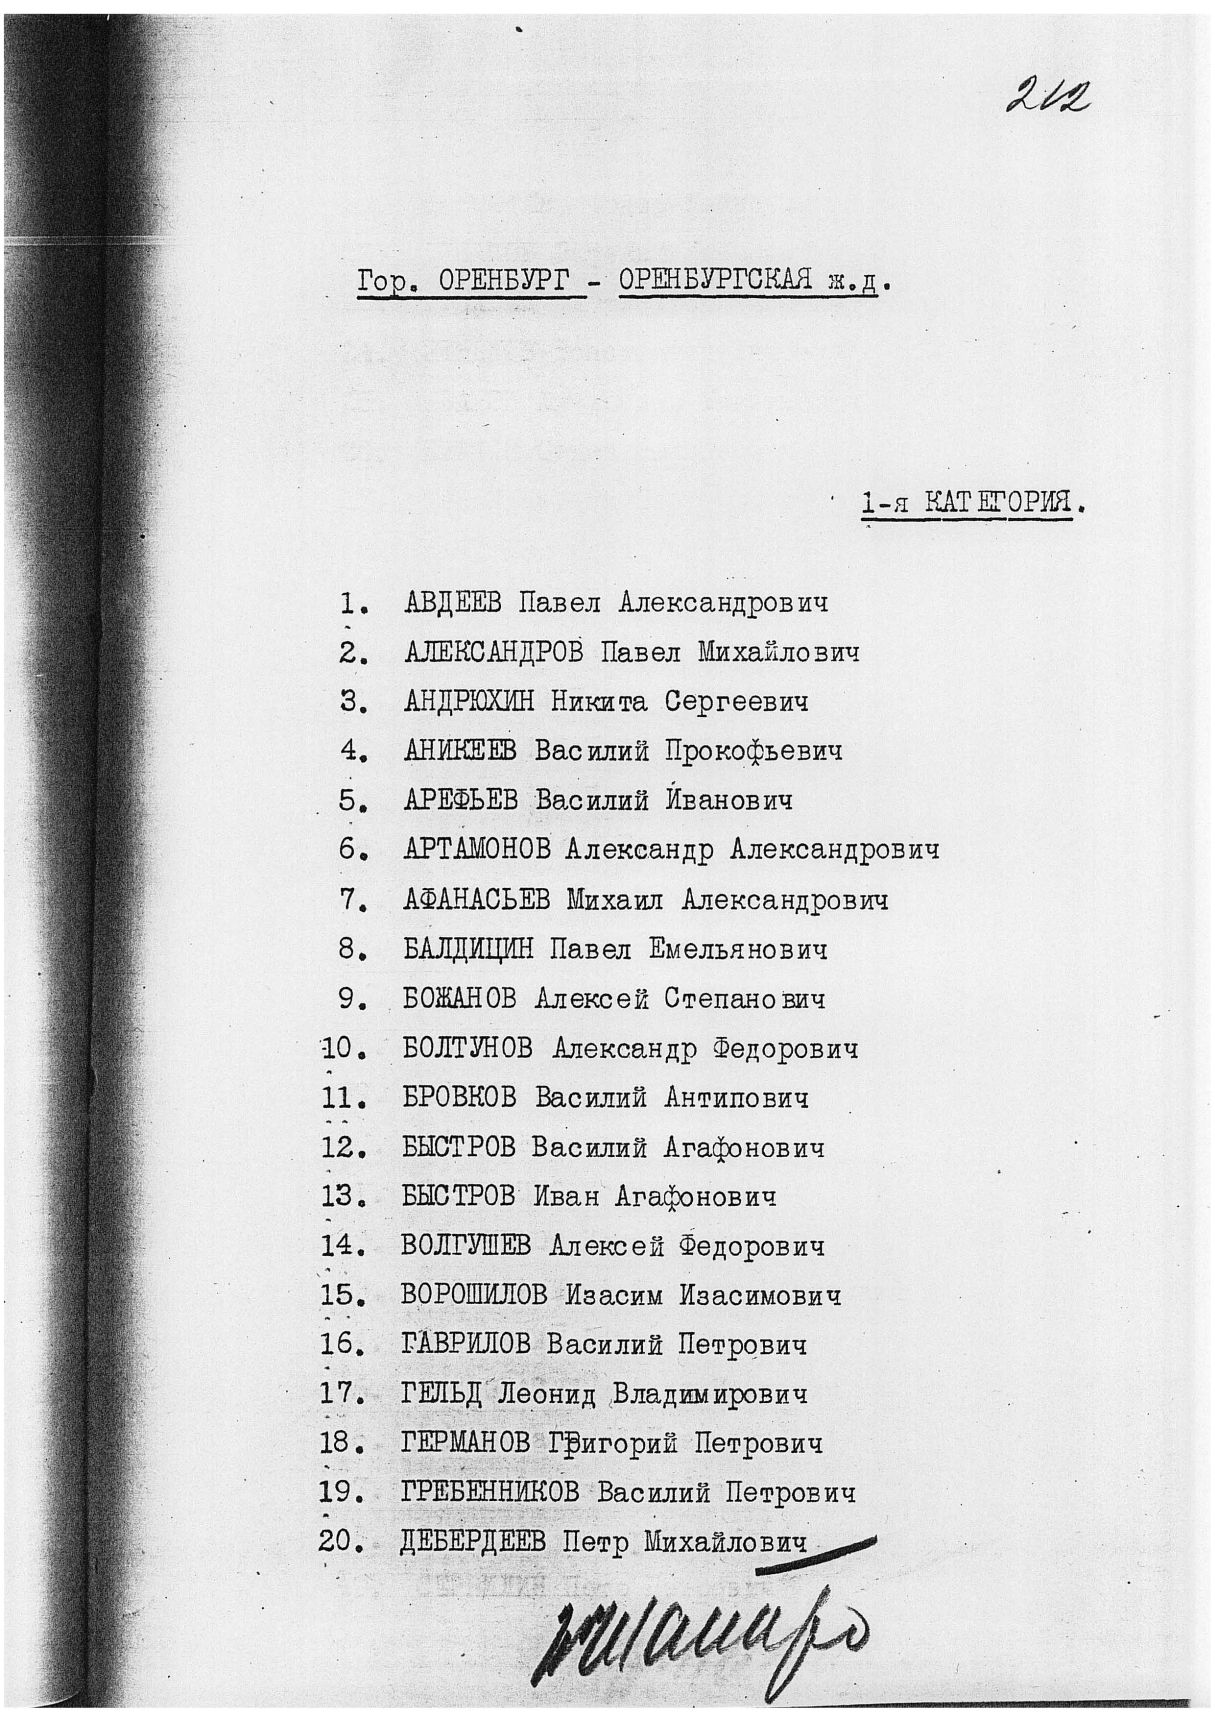 212
Гор. ОРЕНБУРГ - ОРЕНБУРГСКАЯ ж.д.
1-я КАТЕГОРИЯ.
1. АВДЕЕВ Павел Александрович
2. АЛЕКСАНДРОВ Павел Михайлович
3. АНДРЮХИН Никита Сергеевич
4. АНИКЕЕВ Василий Прокофьевич
5. АРЕФЬЕВ Василий Иванович
6. АРТАМОНОВ Александр Александрович
7. АФАНАСЬЕВ Михаил Александрович
8. БАЛДИЦИН Павел Емельянович
9. БОЖАНОВ Алексей Степанович
10. БОЛТУНОВ Александр Федорович
11. БРОВКОВ Василий Антипович
12. БЫСТРОВ Василий Агафонович
13. БЫСТРОВ Иван Агафонович
14. ВОЛГУШЕВ Алексей Федорович
15. ВОРОШИЛОВ Изасим Изасимович
16. ГАВРИЛОВ Василий Петрович
17. ГЕЛЬД Леонид Владимирович
18. ГЕРМАНОВ Григорий Петрович
19. ГРЕБЕННИКОВ Василий Петрович
20. ДЕБЕРДЕЕВ Петр Михайлович